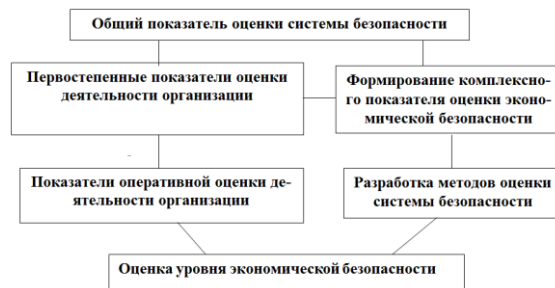 Общий показатель оценки системы безопасности
Первостепенные показатели оценки
деятельности организации
Формирование комплексно-
го показателя оценки эконо-
мической безопасности
Показатели оперативной оценки де-
ятельности организации
Разработка методов оценки
системы безопасности
Оценка уровня экономической безопасности